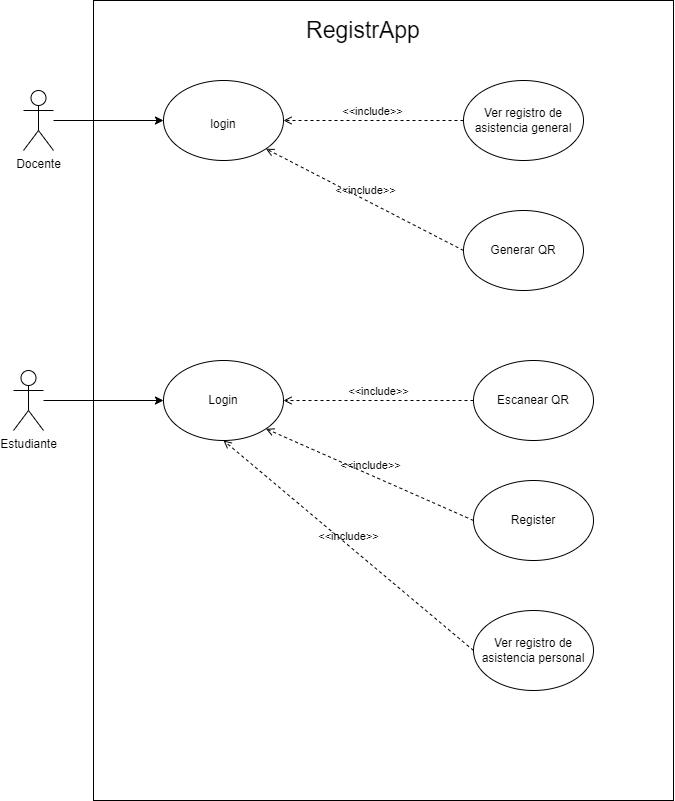 RegistrApp
login
<<include>>
Ver registro de
asistencia general
Docente
<<include>>
Generar QR
Login
<<include>>
Escanear QR
Estudiante
<<include>>
Register
<<include>>
Ver registro de
asistencia personal